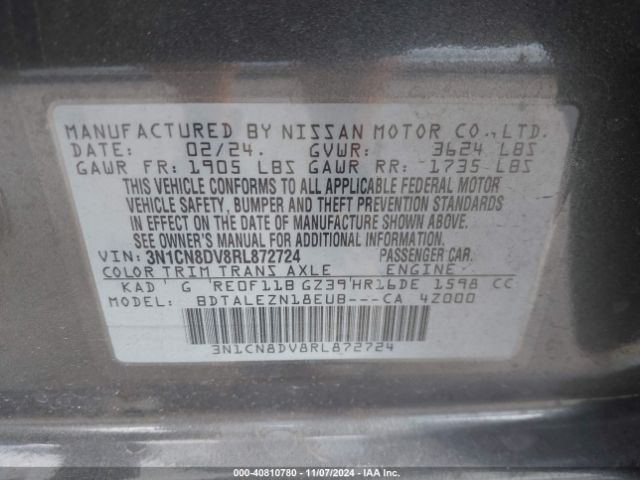 MANUFACTURED BY NISSAN MOTOR CO.,LTD.
DATE: 02/24. GVWR: 3624 LBS
GAWR FR: 1905 LBS GAWR RR: 1735 LBS
THIS VEHICLE CONFORMS TO ALL APPLICABLE FEDERAL MOTOR
VEHICLE SAFETY, BUMPER AND THEFT PREVENTION STANDARDS
IN EFFECT ON THE DATE OF MANUFACTURE SHOWN ABOVE.
SEE OWNER'S MANUAL FOR ADDITIONAL INFORMATION.
VIN: 3N1CN8DV8RL872724 PASSENGER CAR.
COLOR TRIM TRANS AXLE ENGINE
KAD G RE0F11B GZ39 HR16DE 1598 CC
MODEL: BDTALEZN18EUB---CA 4Z000
3N1CN8DV8RL872724
000-40810780 - 11/07/2024 - IAA Inc.